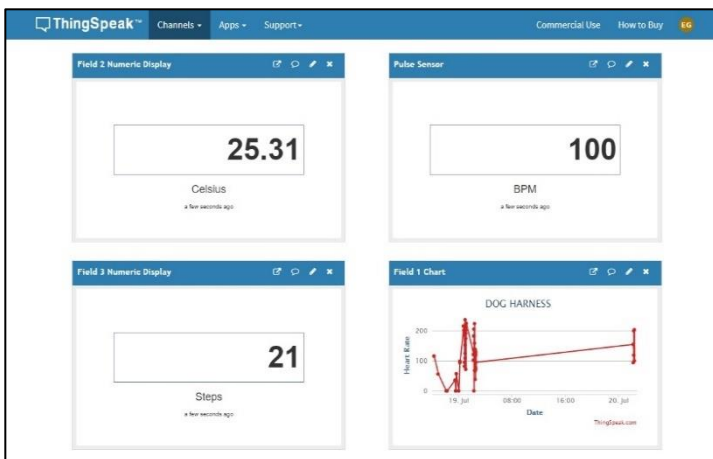 ThingSpeak™ Channels Apps Support Commercial Use How to Buy EG
Field 2 Numeric Display
25.31
Celsius
a few seconds ago
Pulse Sensor
100
BPM
a few seconds ago
Field 3 Numeric Display
21
Steps
a few seconds ago
Field 1 Chart
DOG HARNESS
Heart Rate
200
100
0
19. Jul 08:00 16:00 20. Jul
Date
ThingSpeak.com